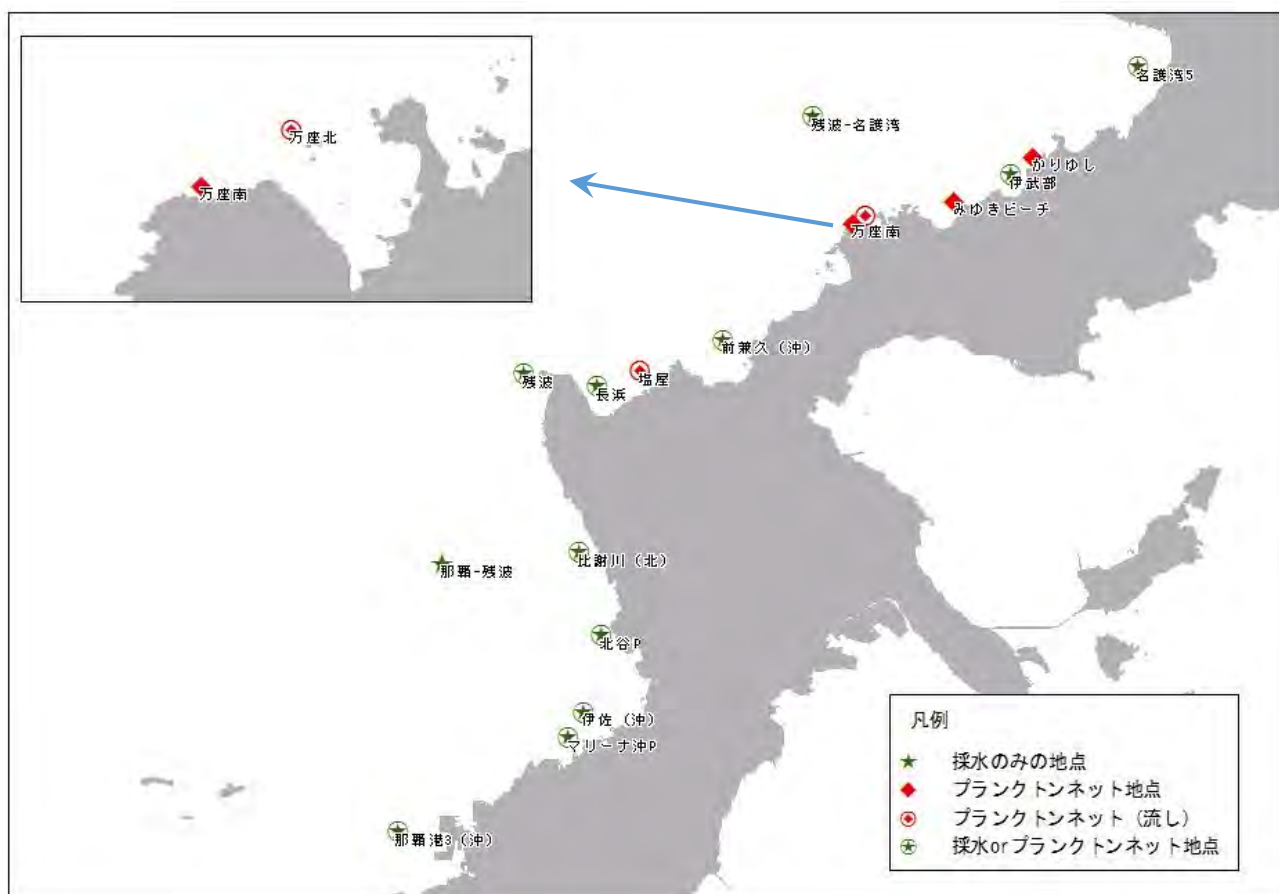 万座北
万座南
名護湾5
残波-名護湾
かりゆし
伊武部
みゆきビーチ
万座南
前兼久（沖）
残波
長浜
塩屋
那覇-残波
比謝川（北）
北谷P
伊佐（沖）
マリーナ沖P
那覇港3（沖）
凡例
採水のみの地点
プランクトンネット地点
プランクトンネット（流し）
採水orプランクトンネット地点